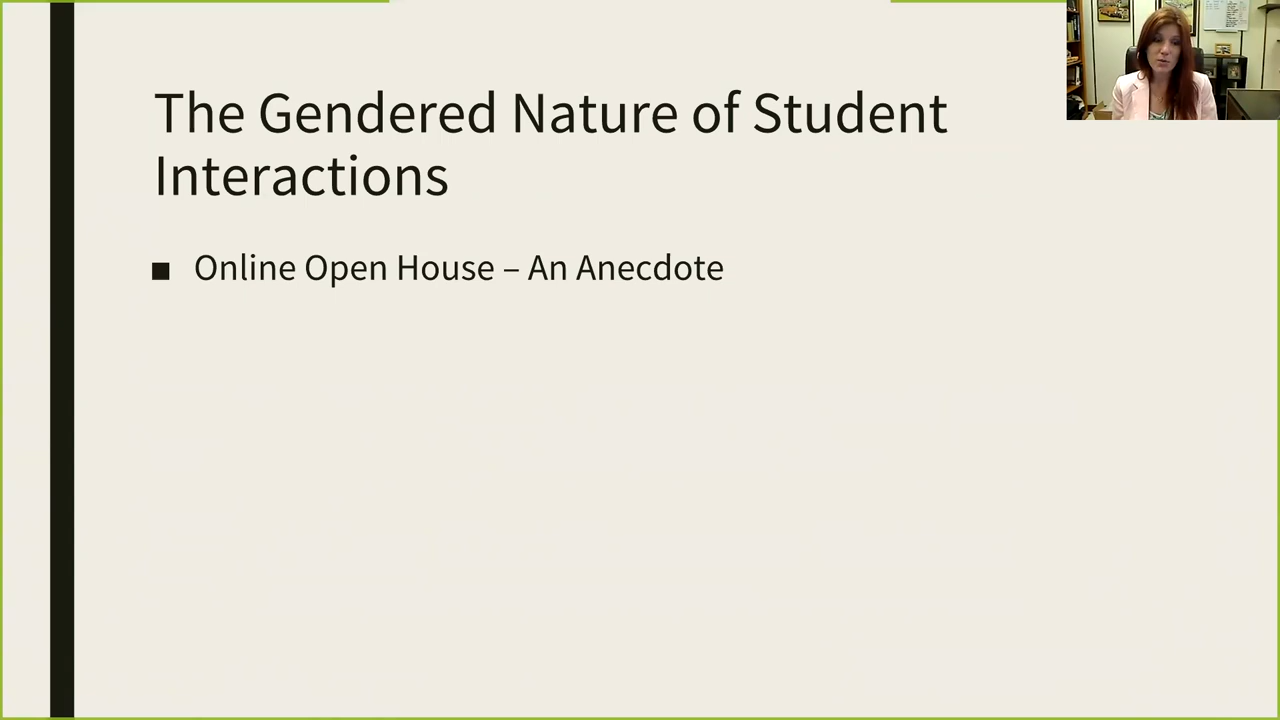 The Gendered Nature of Student
Interactions
■ Online Open House – An Anecdote